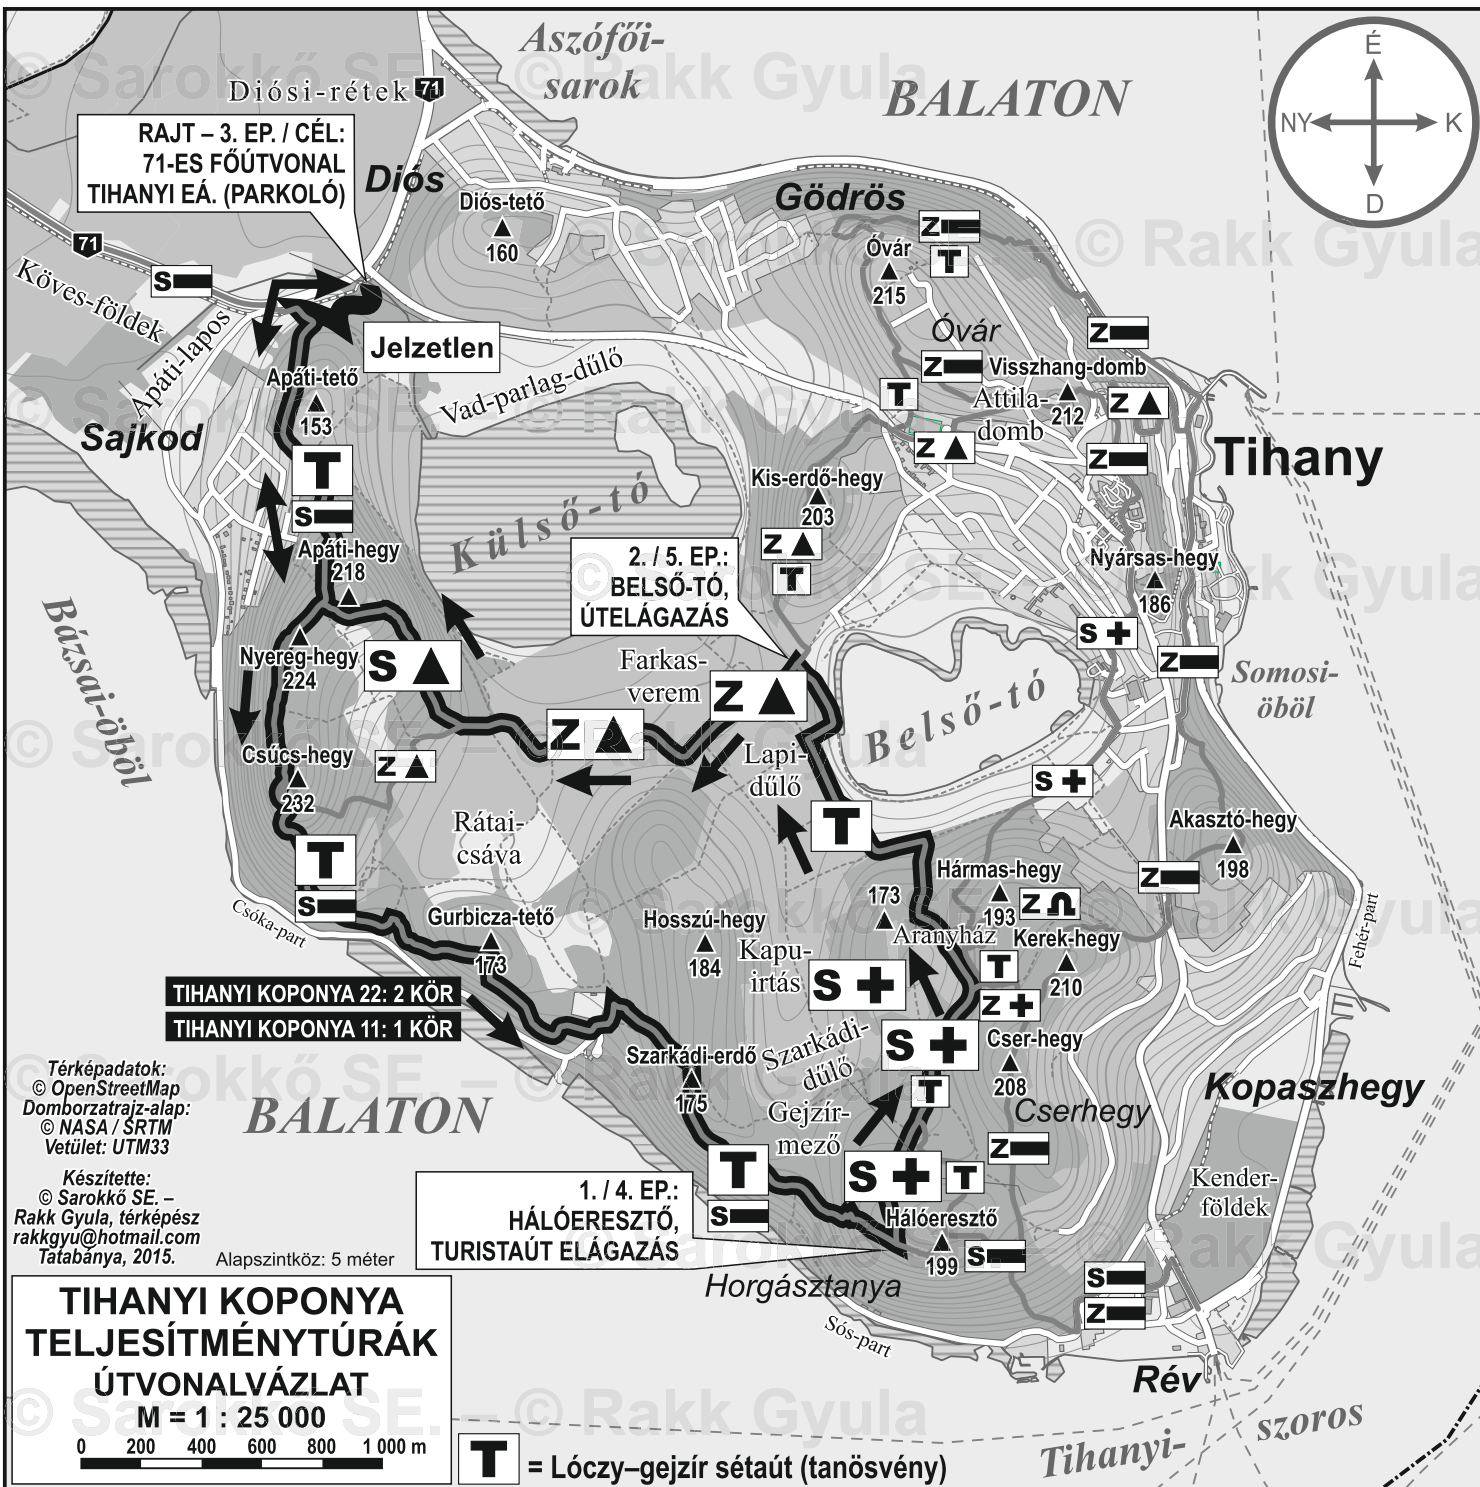 © Sarokkő SE. – © Rakk Gyula
Aszófői-
sarok
BALATON
É
NY
K
D
Diósi-rétek
71
RAJT – 3. EP. / CÉL:
71-ES FŐÚTVONAL
TIHANYI EÁ. (PARKOLÓ)
Diós
Diós-tető
160
Gödrös
Óvár
215
Z
T
71
S
Köves-földek
Apáti-lapos
Jelzetlen
Vad-parlag-dűlő
Óvár
Z
Z
Visszhang-domb
212
Attila-
domb
T
Z
Z
Z
Apáti-tető
153
Sajkod
Tihany
T
S
Kis-erdő-hegy
203
Külső-tó
Z
T
2. / 5. EP.:
BELSŐ-TÓ,
ÚTELÁGAZÁS
Apáti-hegy
218
Nyársas-hegy
186
S
Z
Bázsai-öböl
Nyereg-hegy
224
S
Farkas-
verem
Z
Z
Belső-tó
Somosi-
öböl
Csúcs-hegy
232
Z
Lapi-
dűlő
S
T
Rátai-
csáva
Akasztó-hegy
198
T
S
Z
Hármas-hegy
193
Z
173
Csóka-part
Gurbicza-tető
173
Hosszú-hegy
184
Kapu-
irtás
Aranyház
Kerek-hegy
210
Fehér-part
S
T
Z
TIHANYI KOPONYA 22: 2 KÖR
TIHANYI KOPONYA 11: 1 KÖR
Szarkádi-erdő
175
Szarkádi-
dűlő
S
T
Cser-hegy
208
Cserhegy
Kopaszhegy
Térképadatok:
© OpenStreetMap
Domborzatrajz-alap:
© NASA / SRTM
Vetület: UTM33
BALATON
Gejzír-
mező
Z
Készítette:
© Sarokkő SE. –
Rakk Gyula, térképész
rakkgyu@hotmail.com
Tatabánya, 2015.
T
S
S
T
Kender-
földek
1. / 4. EP.:
HÁLÓERESZTŐ,
TURISTAÚT ELÁGAZÁS
Hálóeresztő
199
S
Alapszintköz: 5 méter
Horgásztanya
S
Z
Sós-part
Rév
TIHANYI KOPONYA
TELJESÍTMÉNYTÚRÁK
ÚTVONALVÁZLAT
M = 1 : 25 000
0 200 400 600 800 1 000 m
T = Lóczy–gejzír sétaút (tanösvény)
Tihanyi-
szoros